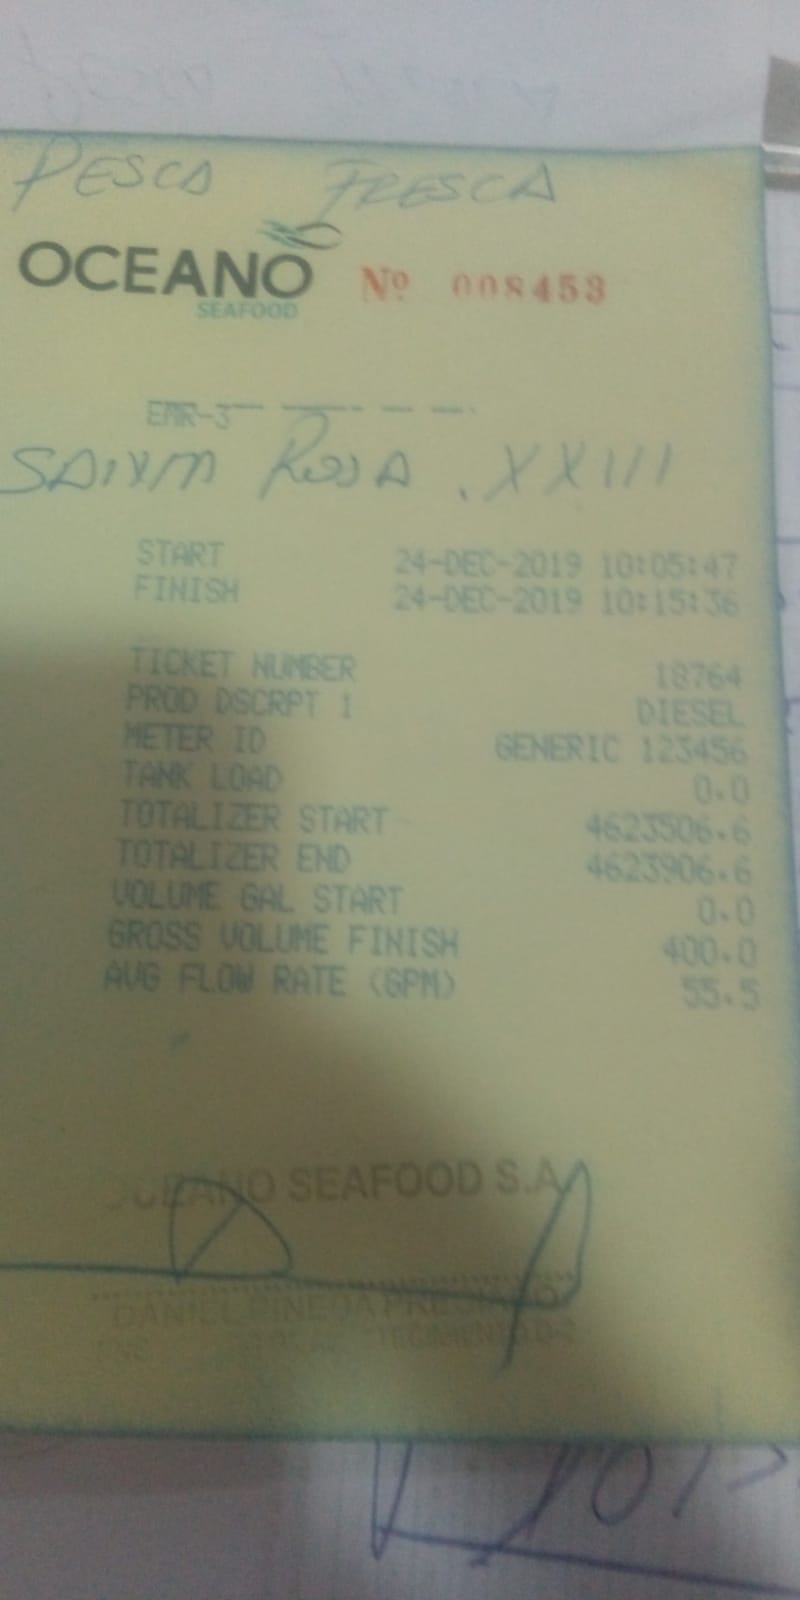 PESCA FRESCA
OCEANO
SEAFOOD
Nº 008453
EMR-3
ROSA . XXIII
START 24-DEC-2019 10:05:47
FINISH 24-DEC-2019 10:15:36
TICKET NUMBER 18764
PROD DSCRPT 1 DIESEL
METER ID GENERIC 123456
TANK LOAD 0.0
TOTALIZER START 4623506.6
TOTALIZER END 4623906.6
VOLUME GAL START 0.0
GROSS VOLUME FINISH 400.0
AVG FLOW RATE (GPM) 55.5
OCEANO SEAFOOD S.A.
DANIEL PINEDA